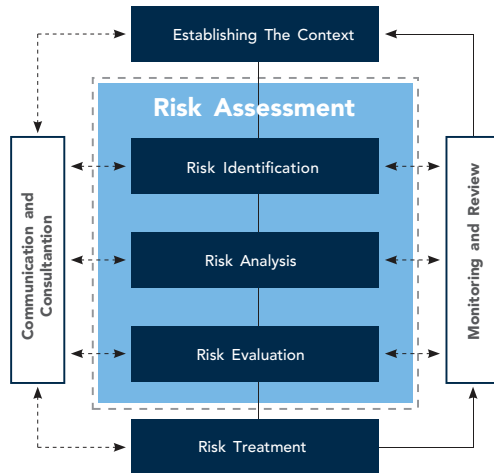 Establishing The Context
Risk Assessment
Risk Identification
Risk Analysis
Risk Evaluation
Risk Treatment
Communication and
Consultantion
Monitoring and Review